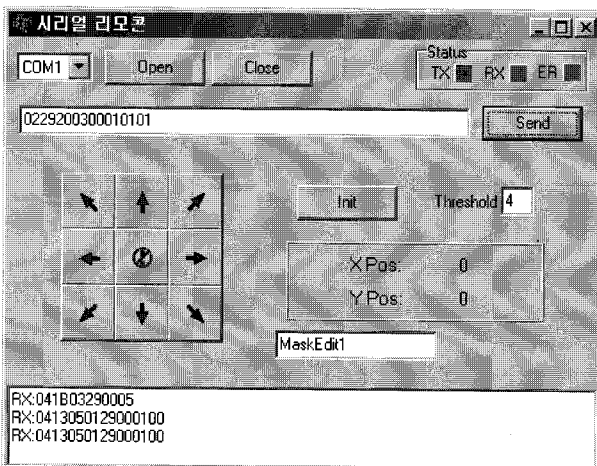 시리얼 리모콘
COM1 Open Close Status TX RX ER
0229200300010101 Send
Init Threshold 4
X Pos: 0
Y Pos: 0
MaskEdit1
RX:041B03290005
RX:0413050129000100
RX:0413050129000100